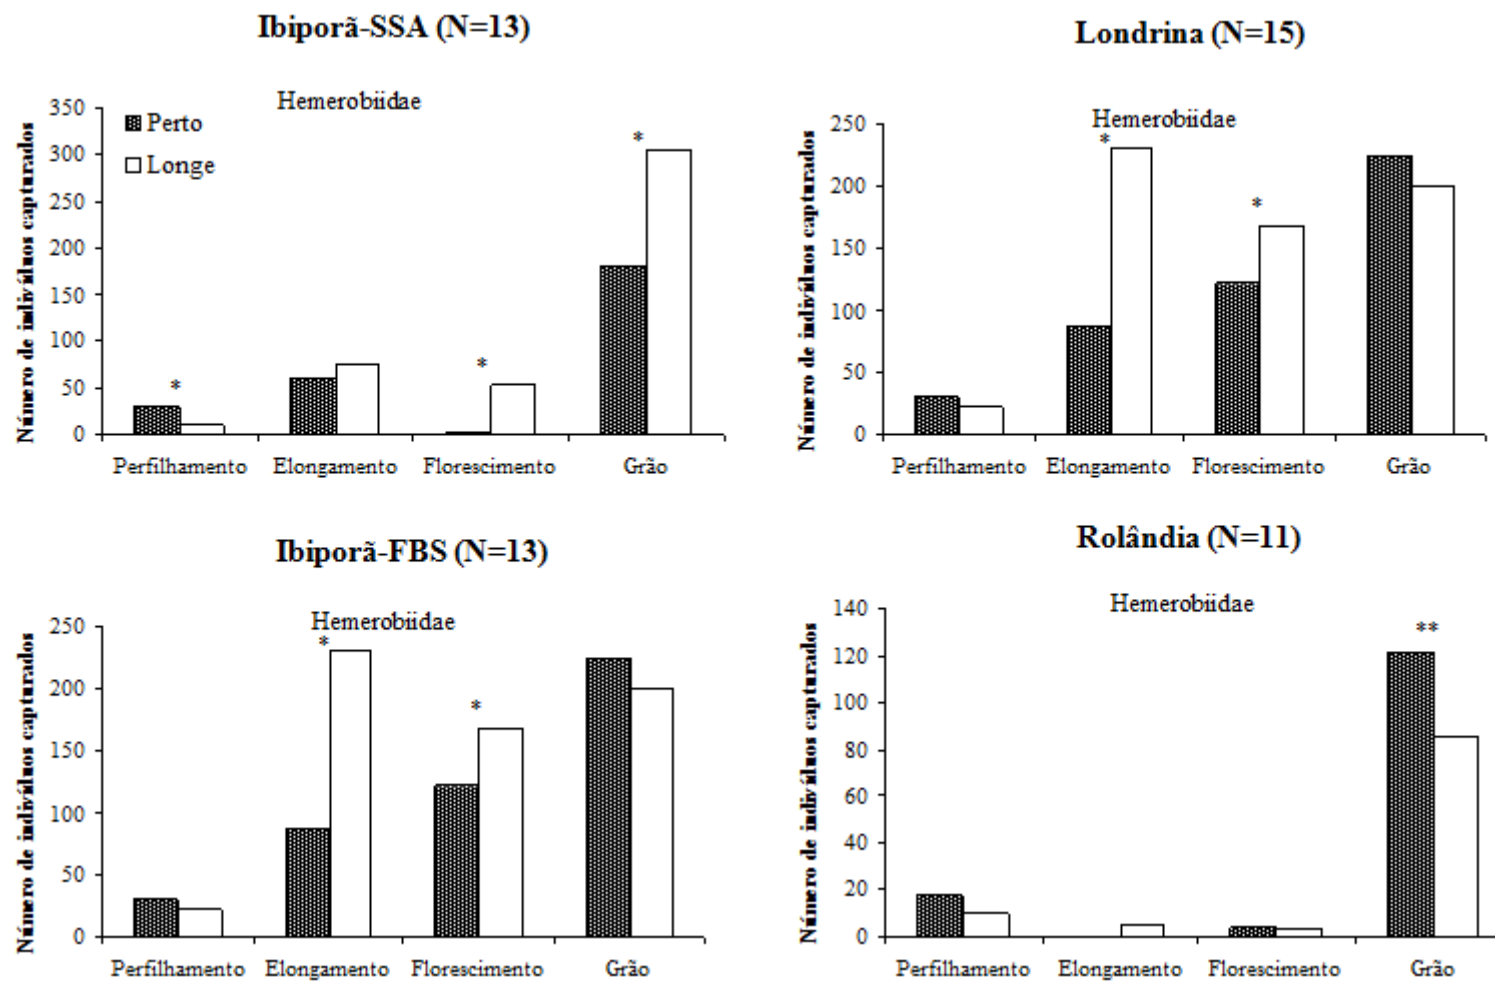 Ibiporã-SSA (N=13)
Hemerobiidae
Número de indivíduos capturados
350
300
250
200
150
100
50
0
Perto
Longe
*
*
*
Perfilhamento Elongamento Florescimento Grão
Londrina (N=15)
Hemerobiidae
Número de indivíduos capturados
250
200
150
100
50
0
*
*
Perfilhamento Elongamento Florescimento Grão
Ibiporã-FBS (N=13)
Hemerobiidae
Número de indivíduos capturados
250
200
150
100
50
0
*
*
Perfilhamento Elongamento Florescimento Grão
Rolândia (N=11)
Hemerobiidae
Número de indivíduos capturados
140
120
100
80
60
40
20
0
**
Perfilhamento Elongamento Florescimento Grão